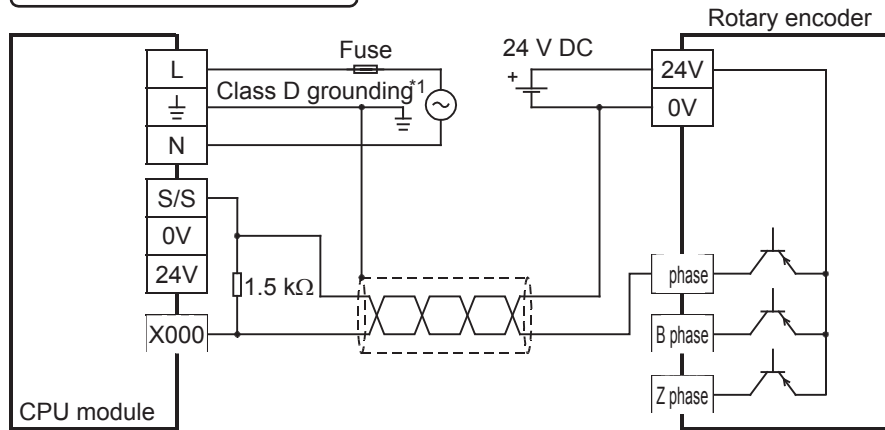 Rotary encoder
Fuse
24 V DC
L
Class D grounding*1
+
24V
0V
N
S/S
0V
24V
1.5 kΩ
X000
phase
B phase
Z phase
CPU module